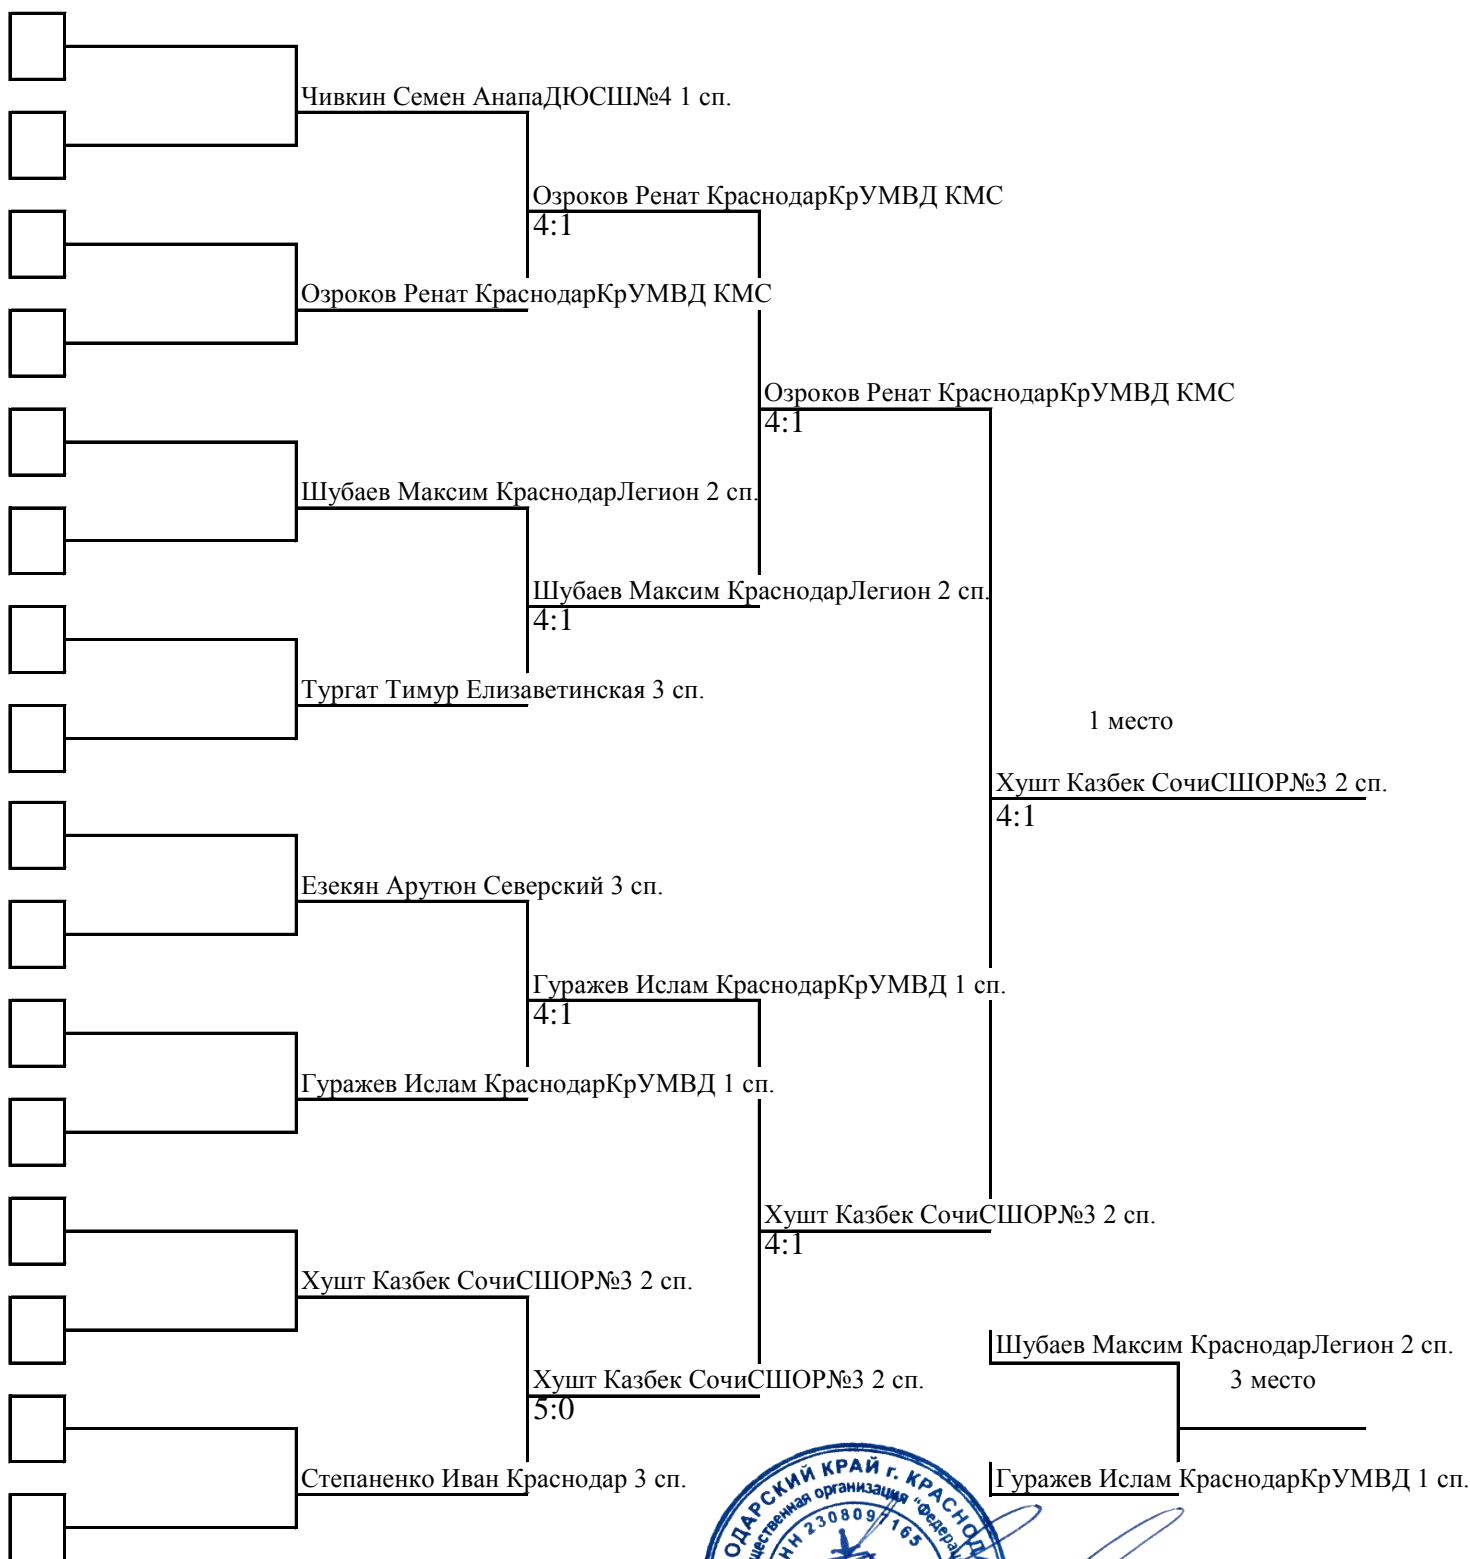 Чивкин Семен АнапаДЮСШ№4 1 сп.
Озроков Ренат КраснодарКрУМВД КМС
4:1
Озроков Ренат КраснодарКрУМВД КМС
Озроков Ренат КраснодарКрУМВД КМС
4:1
Шубаев Максим КраснодарЛегион 2 сп.
Шубаев Максим КраснодарЛегион 2 сп.
4:1
Тургат Тимур Елизаветинская 3 сп.
1 место
Хушт Казбек СочиСШОР№3 2 сп.
4:1
Езекян Арутюн Северский 3 сп.
Гуражев Ислам КраснодарКрУМВД 1 сп.
4:1
Гуражев Ислам КраснодарКрУМВД 1 сп.
Хушт Казбек СочиСШОР№3 2 сп.
4:1
Хушт Казбек СочиСШОР№3 2 сп.
Шубаев Максим КраснодарЛегион 2 сп.
Хушт Казбек СочиСШОР№3 2 сп.
3 место
5:0
Степаненко Иван Краснодар 3 сп.
Гуражев Ислам КраснодарКрУМВД 1 сп.
КРАЙ г.
организация
2308097165